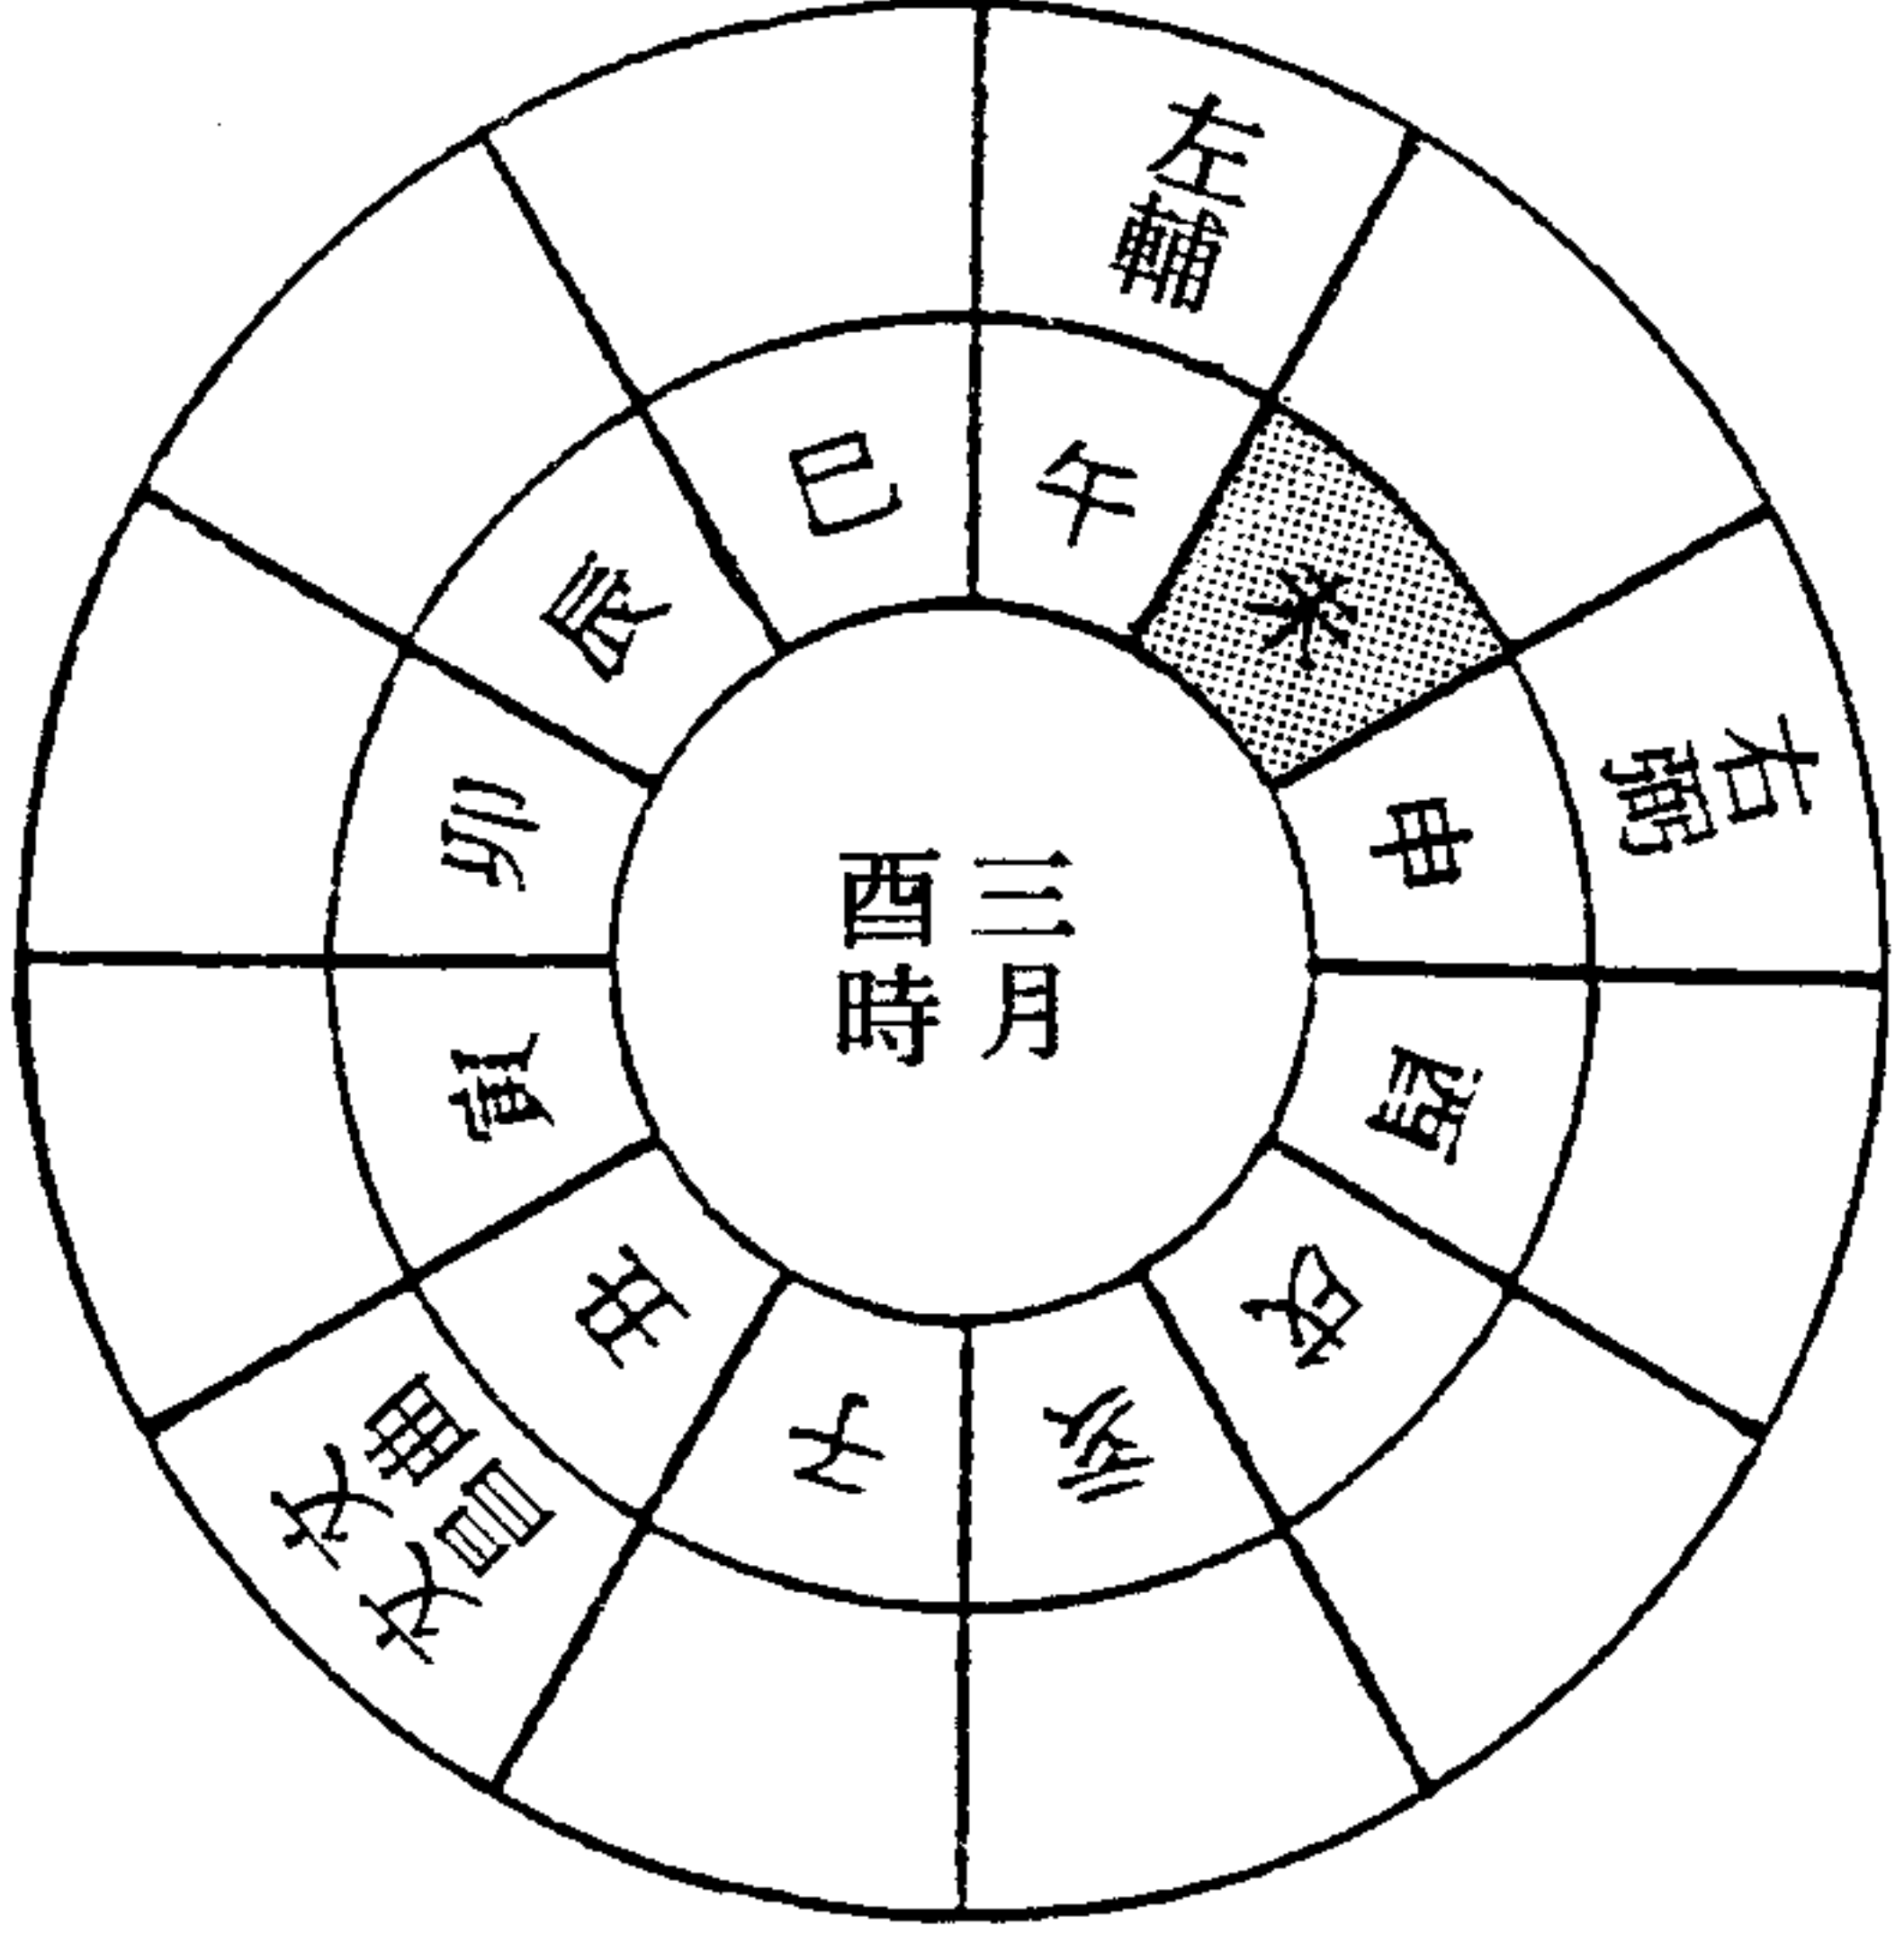 三月
酉時
左輔
右弼
文昌
文曲
午
未
申
酉
戌
亥
子
丑
寅
卯
辰
巳